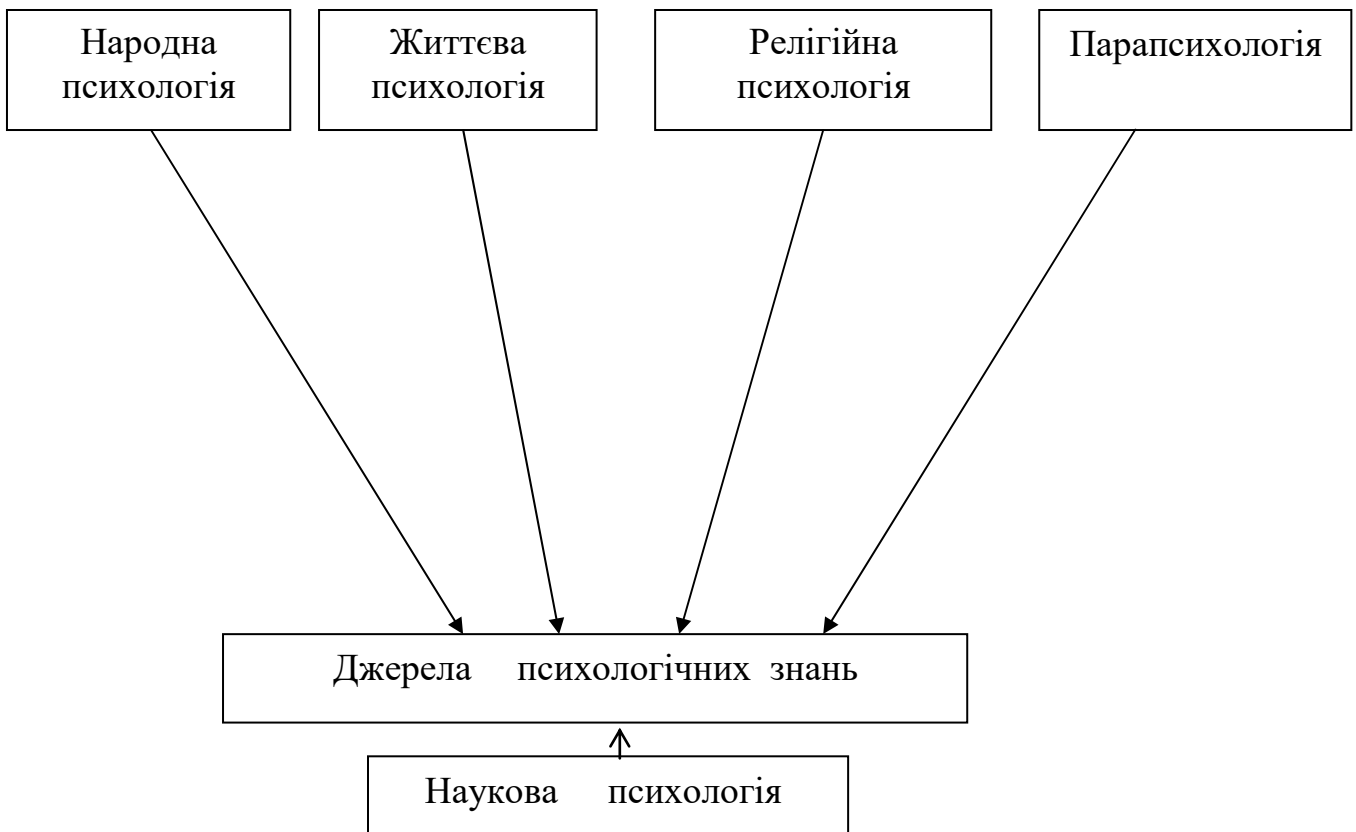 Народна
психологія
Життєва
психологія
Релігійна
психологія
Парапсихологія
Джерела психологічних знань
Наукова психологія